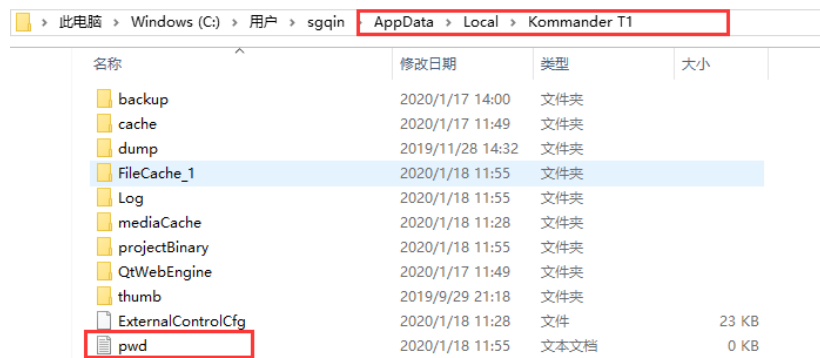 此电脑 > Windows (C:) > 用户 > sgqin > AppData > Local > Kommander T1
名称 修改日期 类型 大小
backup 2020/1/17 14:00 文件夹
cache 2020/1/17 11:49 文件夹
dump 2019/11/28 14:32 文件夹
FileCache_1 2020/1/18 11:55 文件夹
Log 2020/1/18 11:55 文件夹
mediaCache 2020/1/18 11:28 文件夹
projectBinary 2020/1/18 11:55 文件夹
QtWebEngine 2020/1/17 11:49 文件夹
thumb 2019/9/29 21:18 文件夹
ExternalControlCfg 2020/1/18 11:28 文件 23 KB
pwd 2020/1/18 11:55 文本文档 0 KB